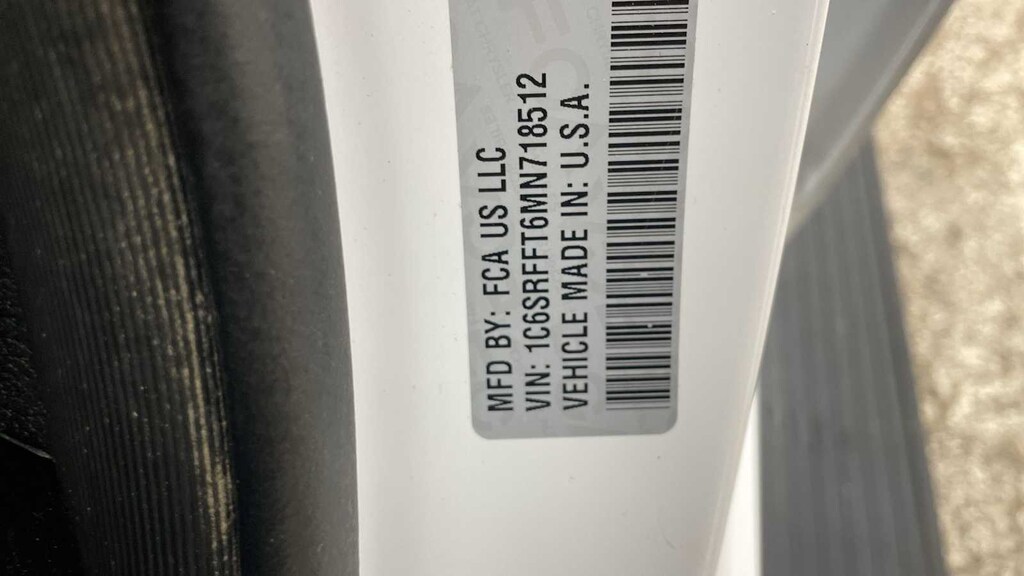 MFD BY: FCA US LLC
VIN: 1C6SRFFT6MN718512
VEHICLE MADE IN: U.S.A.